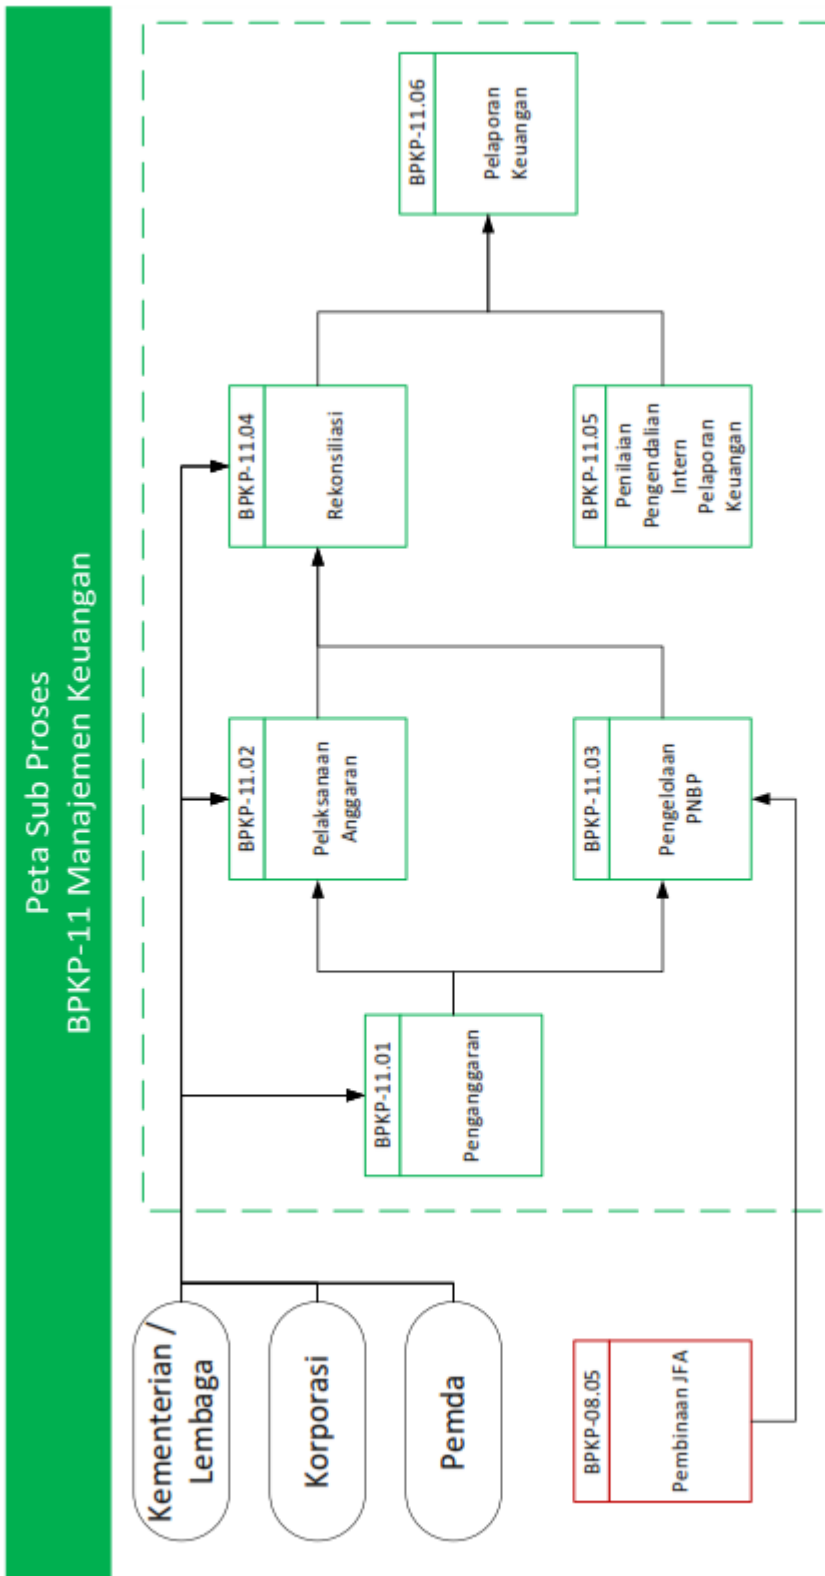 Peta Sub Proses
BPKP-11 Manajemen Keuangan
Kementerian /
Lembaga
Korporasi
Pemda
BPKP-08.05
Pembinaan JFA
BPKP-11.01
Penganggaran
BPKP-11.02
Pelaksanaan
Anggaran
BPKP-11.03
Pengelolaan
PNBP
BPKP-11.04
Rekonsiliasi
BPKP-11.05
Penilaian
Pengendalian
Intern
Pelaporan
Keuangan
BPKP-11.06
Pelaporan
Keuangan